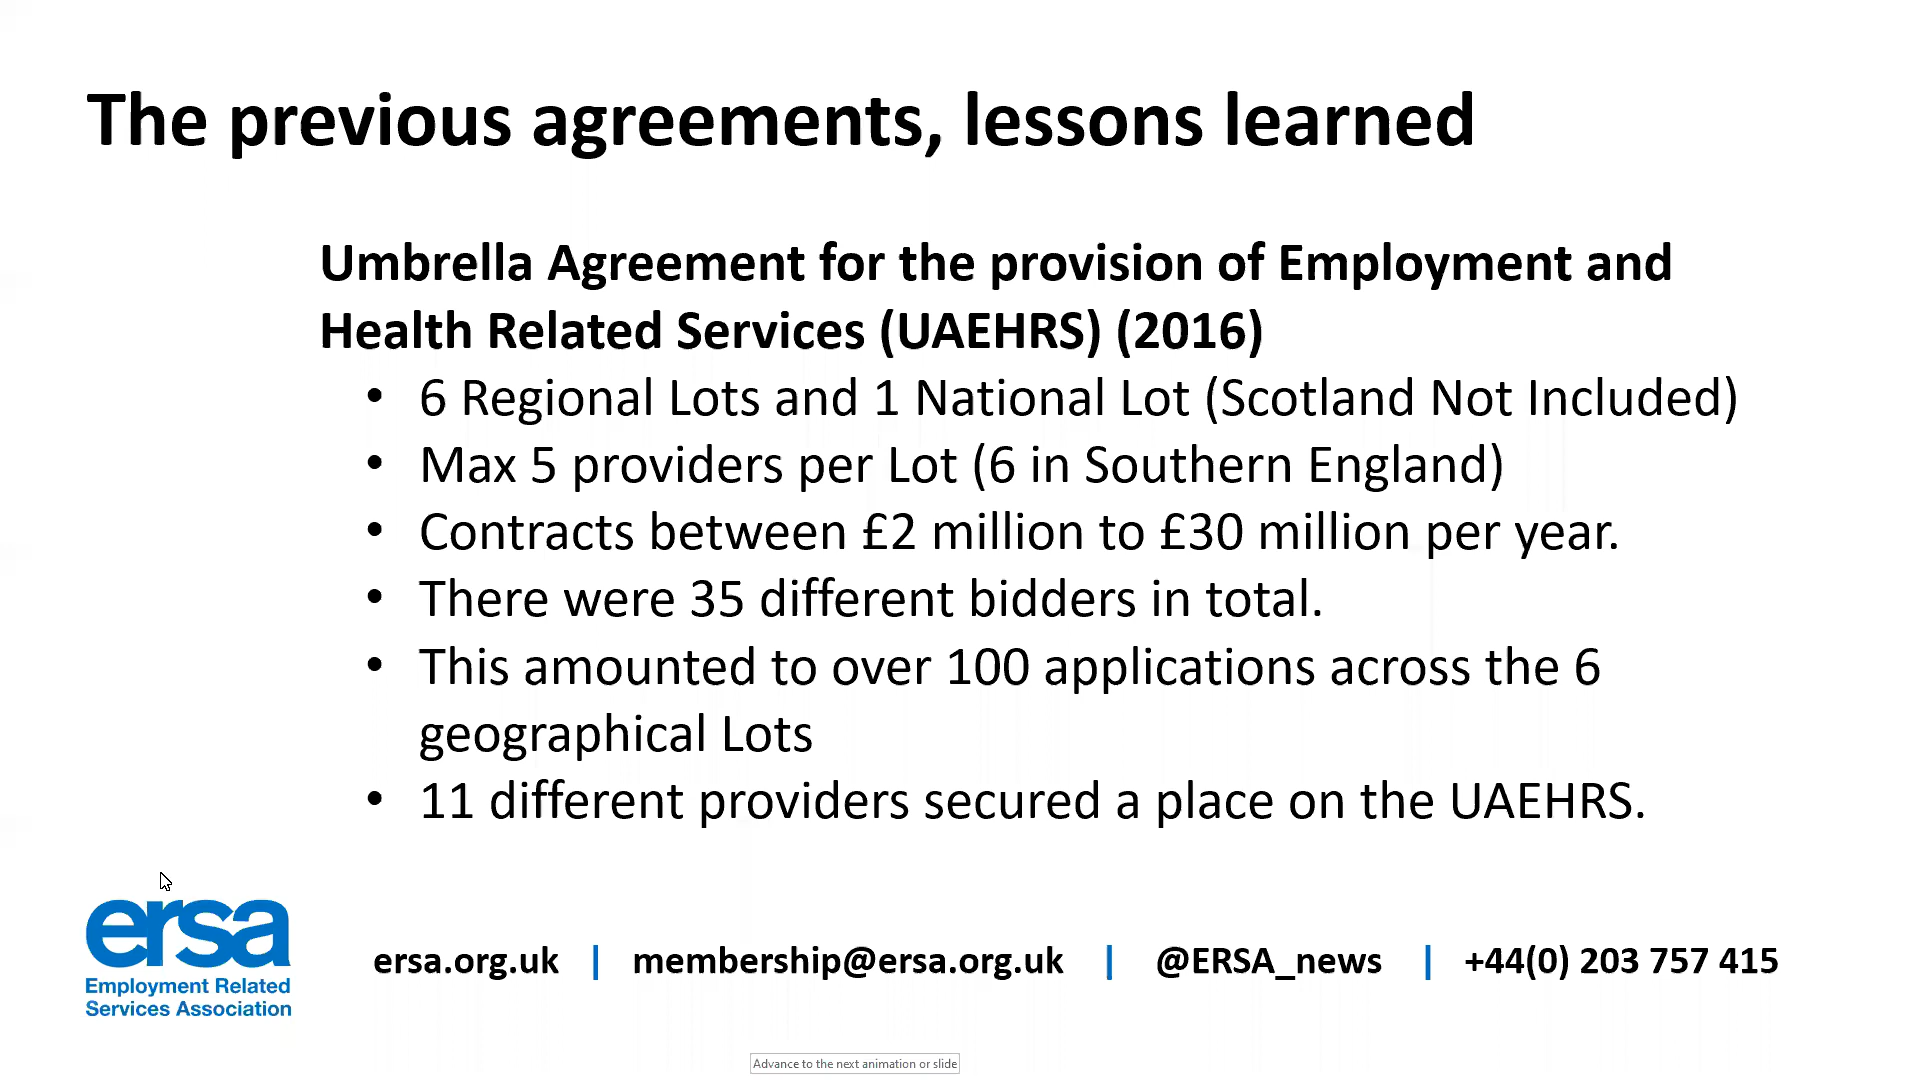 The previous agreements, lessons learned
Umbrella Agreement for the provision of Employment and
Health Related Services (UAEHRS) (2016)
• 6 Regional Lots and 1 National Lot (Scotland Not Included)
• Max 5 providers per Lot (6 in Southern England)
• Contracts between £2 million to £30 million per year.
• There were 35 different bidders in total.
• This amounted to over 100 applications across the 6
geographical Lots
• 11 different providers secured a place on the UAEHRS.
ersa
Employment Related
Services Association
ersa.org.uk | membership@ersa.org.uk | @ERSA_news | +44(0) 203 757 415
Advance to the next animation or slide